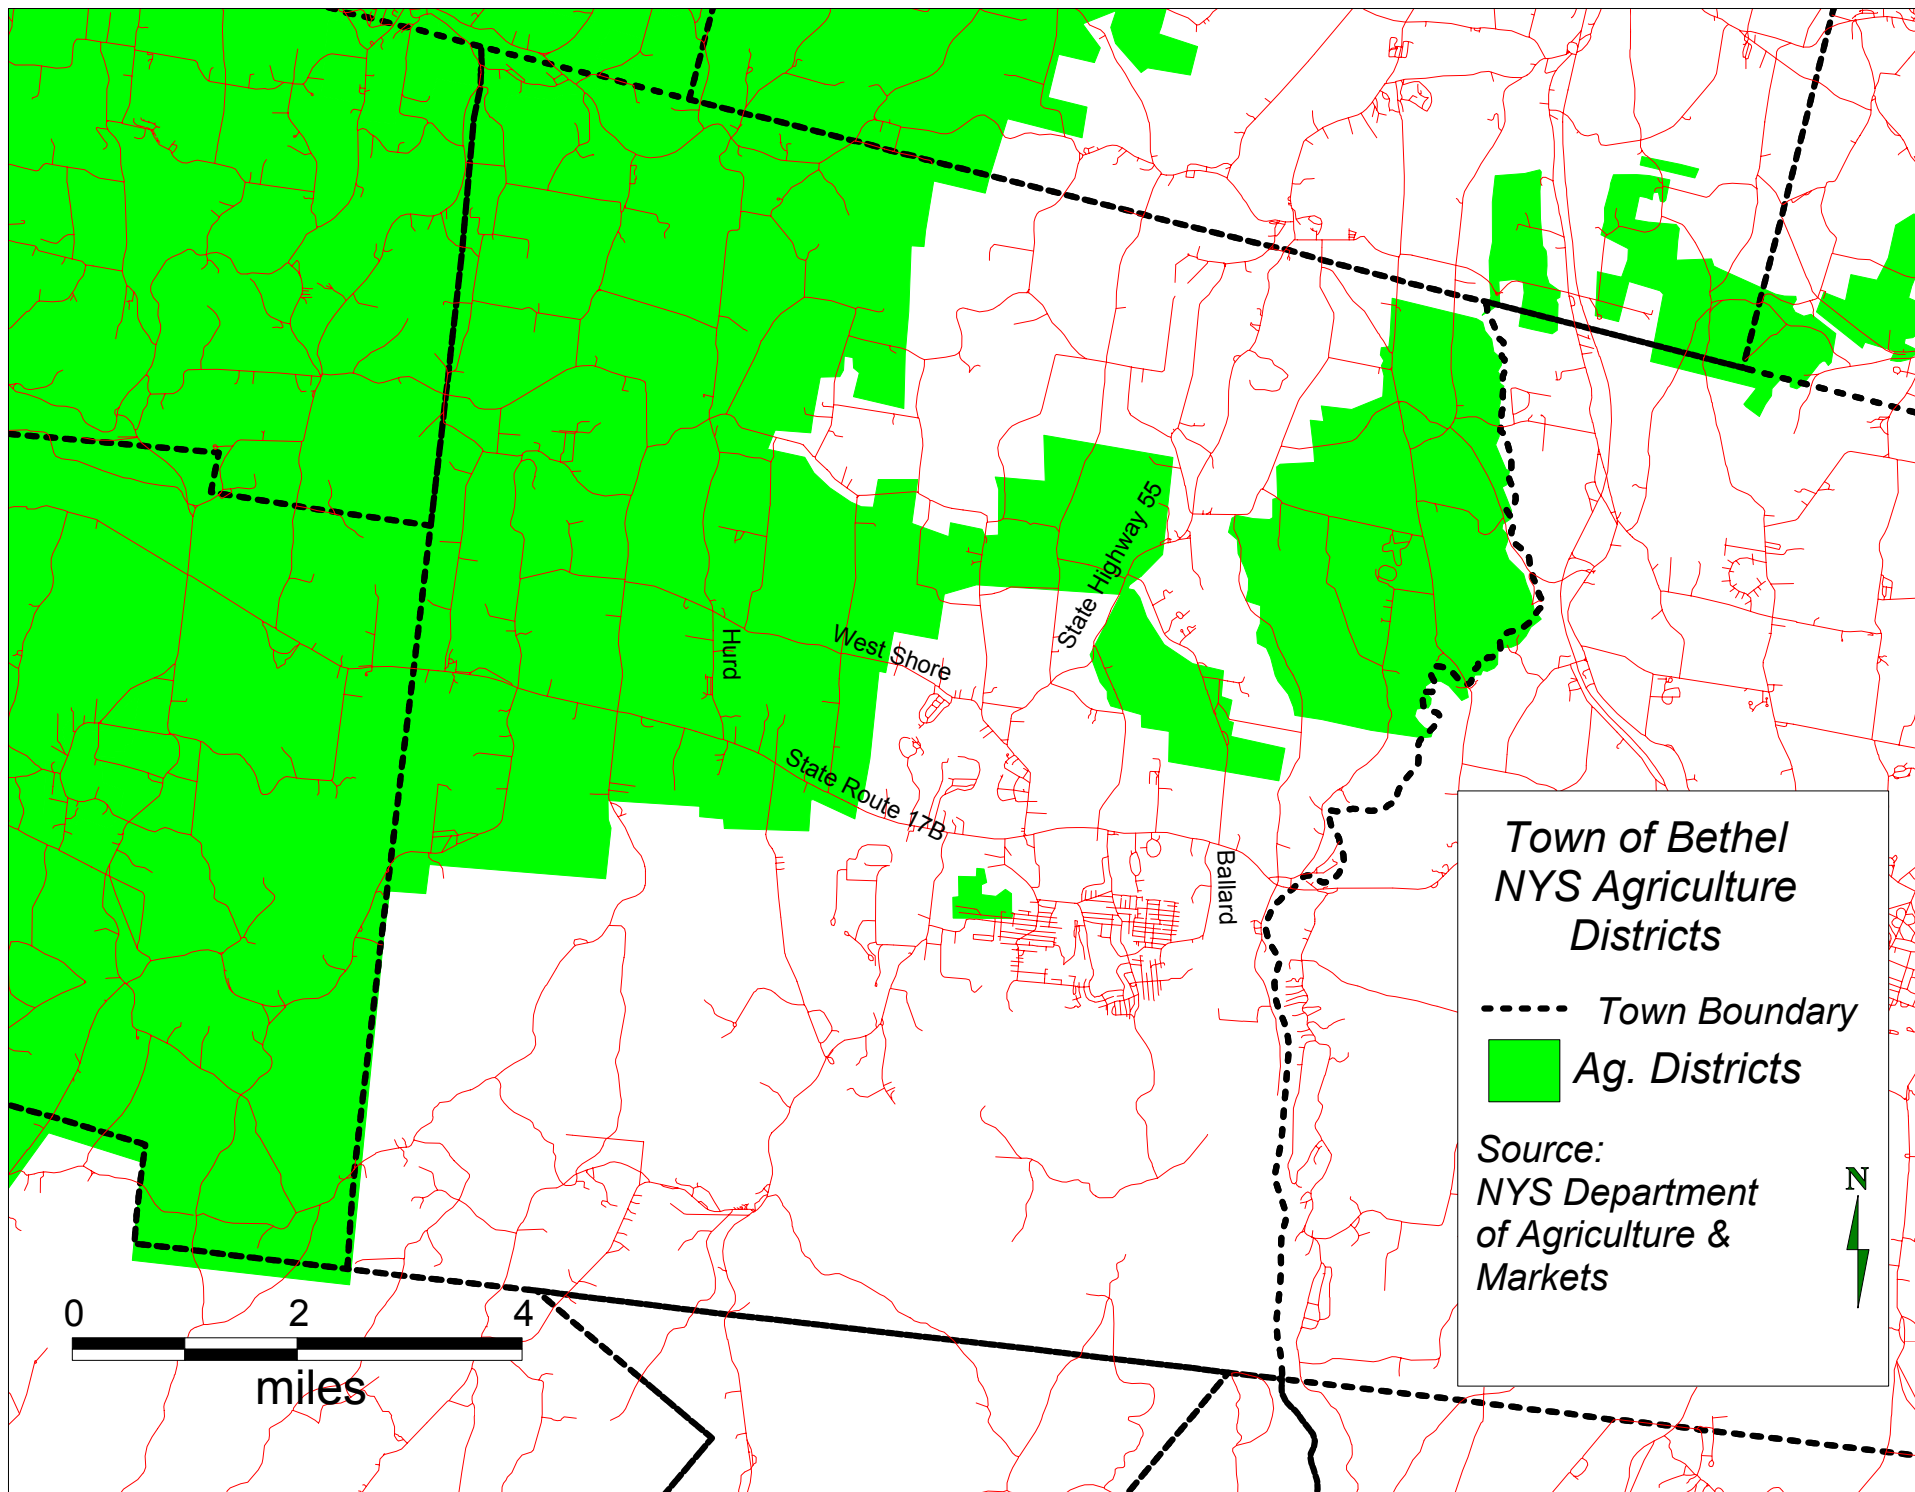 State Highway 55
Hurd
West Shore
State Route 17B
Ballard
Town of Bethel
NYS Agriculture
Districts
Town Boundary
Ag. Districts
Source:
NYS Department
of Agriculture &
Markets
N
0 2 4
miles